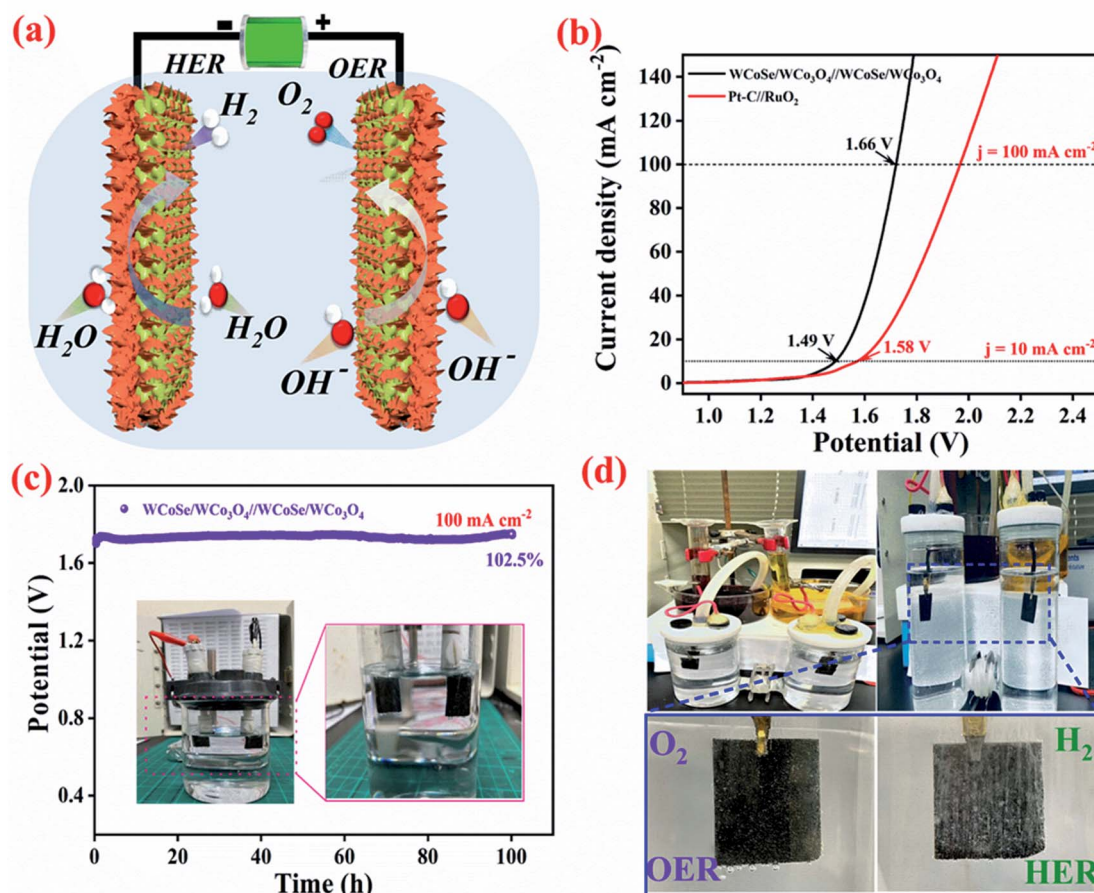 (a)
- +
HER
OER
H₂
O₂
H₂O
H₂O
OH⁻
OH⁻
(b)
Current density (mA cm⁻²)
140
120
100
80
60
40
20
0
WCoSe/WCo₃O₄//WCoSe/WCo₃O₄
Pt-C//RuO₂
1.66 V
j = 100 mA cm⁻²
1.49 V
1.58 V
j = 10 mA cm⁻²
1.0 1.2 1.4 1.6 1.8 2.0 2.2 2.4
Potential (V)
(c)
Potential (V)
2.0
1.6
1.2
0.8
0.4
WCoSe/WCo₃O₄//WCoSe/WCo₃O₄
100 mA cm⁻²
102.5%
0 20 40 60 80 100
Time (h)
(d)
O₂
H₂
OER
HER